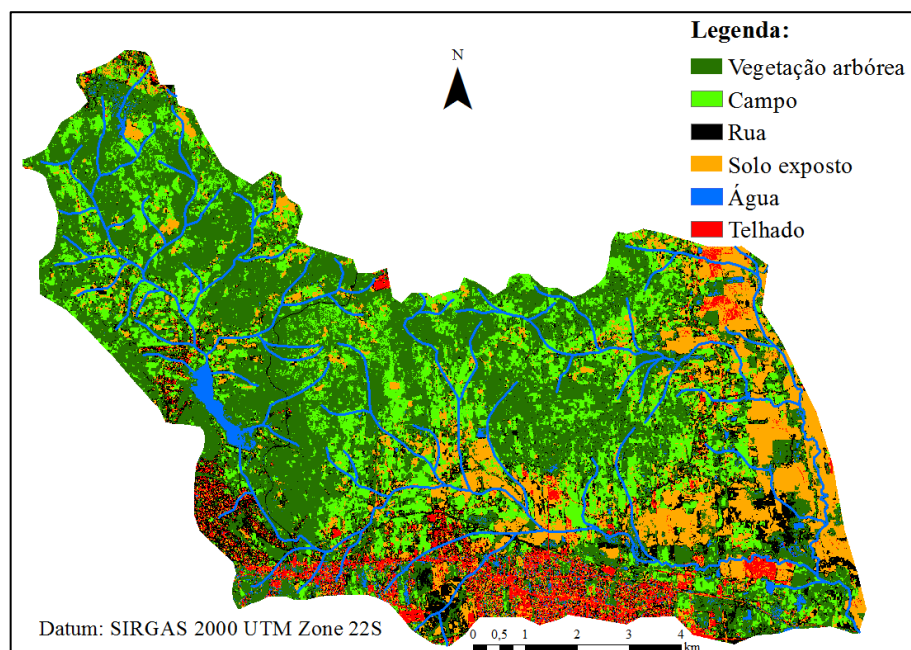 Legenda:
N
Vegetação arbórea
Campo
Rua
Solo exposto
Água
Telhado
Datum: SIRGAS 2000 UTM Zone 22S
0 0,5 1 2 3 4
km